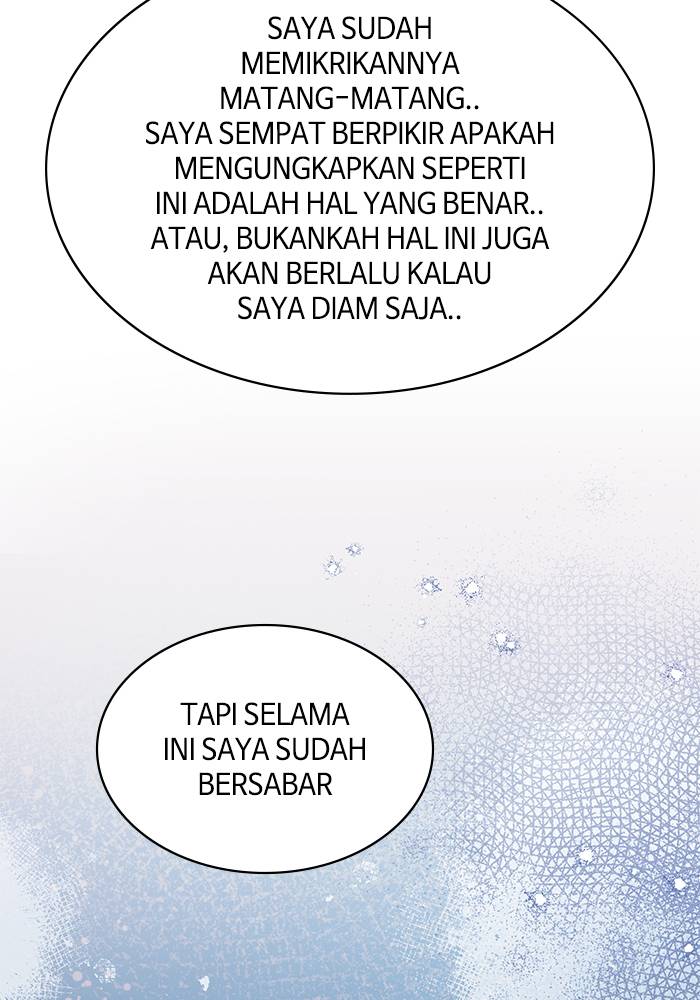 SAYA SUDAH
MEMIKRIKANNYA
MATANG-MATANG..
SAYA SEMPAT BERPIKIR APAKAH
MENGUNGKAPKAN SEPERTI
INI ADALAH HAL YANG BENAR..
ATAU, BUKANKAH HAL INI JUGA
AKAN BERLALU KALAU
SAYA DIAM SAJA..
TAPI SELAMA
INI SAYA SUDAH
BERSABAR